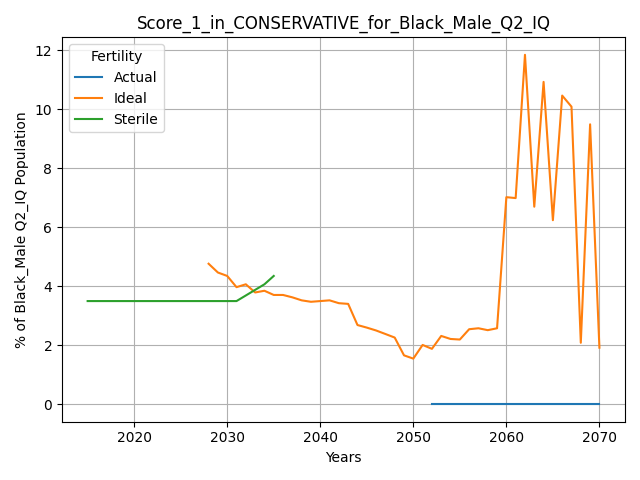 Score_1_in_CONSERVATIVE_for_Black_Male_Q2_IQ
Fertility
Actual
Ideal
Sterile
% of Black_Male Q2_IQ Population
12
10
8
6
4
2
0
2020 2030 2040 2050 2060 2070
Years